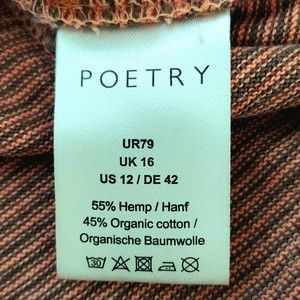 POETRY
UR79
UK 16
US 12 / DE 42
55% Hemp / Hanf
45% Organic cotton /
Organische Baumwolle
30